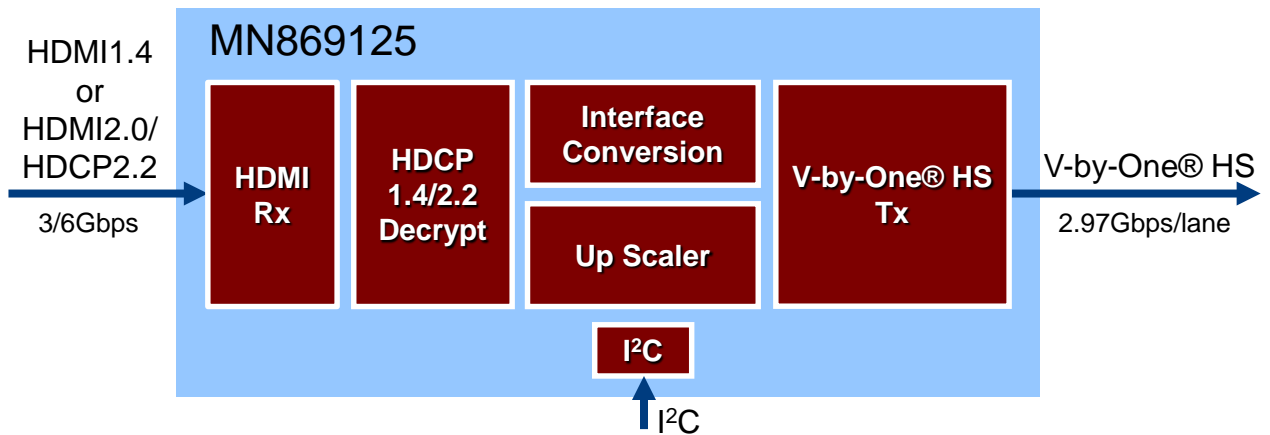 MN869125
HDMI1.4
or
HDMI2.0/
HDCP2.2
3/6Gbps
HDMI
Rx
HDCP
1.4/2.2
Decrypt
Interface
Conversion
Up Scaler
V-by-One® HS
Tx
V-by-One® HS
2.97Gbps/lane
I²C
I²C